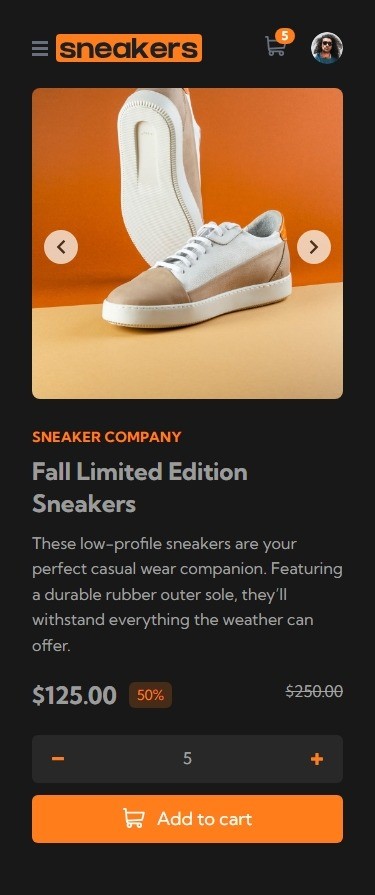 sneakers
5
SNEAKER COMPANY
Fall Limited Edition
Sneakers
These low-profile sneakers are your
perfect casual wear companion. Featuring
a durable rubber outer sole, they’ll
withstand everything the weather can
offer.
$125.00 50% $250.00
5
Add to cart